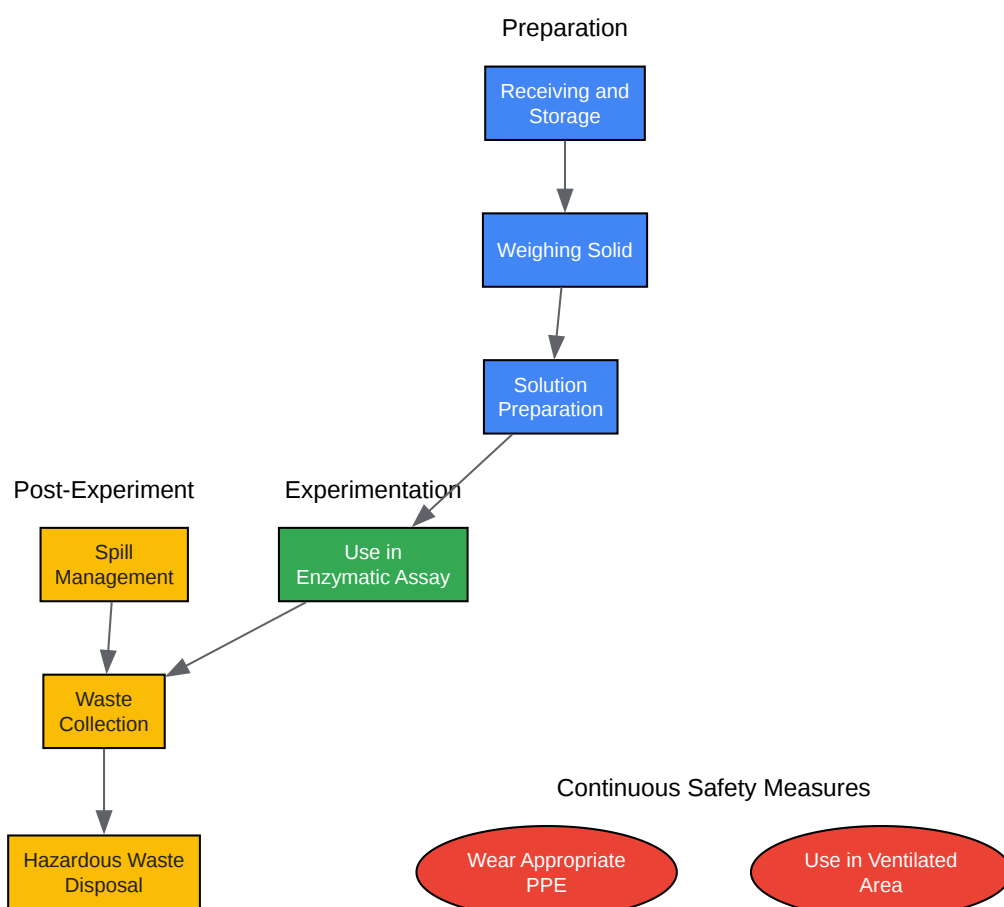 Preparation
Receiving and
Storage
Weighing Solid
Solution
Preparation
Post-Experiment
Experimentation
Spill
Management
Use in
Enzymatic Assay
Waste
Collection
Continuous Safety Measures
Hazardous Waste
Disposal
Wear Appropriate
PPE
Use in Ventilated
Area